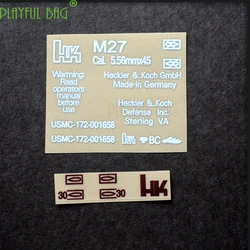 PLAYFUL BAG
HK M27
Cal. 5.56mmx45
Warning:
Read
operators
manual
before
use
Heckler & Koch GmbH
Made in Germany
Heckler & Koch
Defense Inc.
Sterling VA
USMC-172-001658
USMC-172-001658
HK BC
30
30
HK